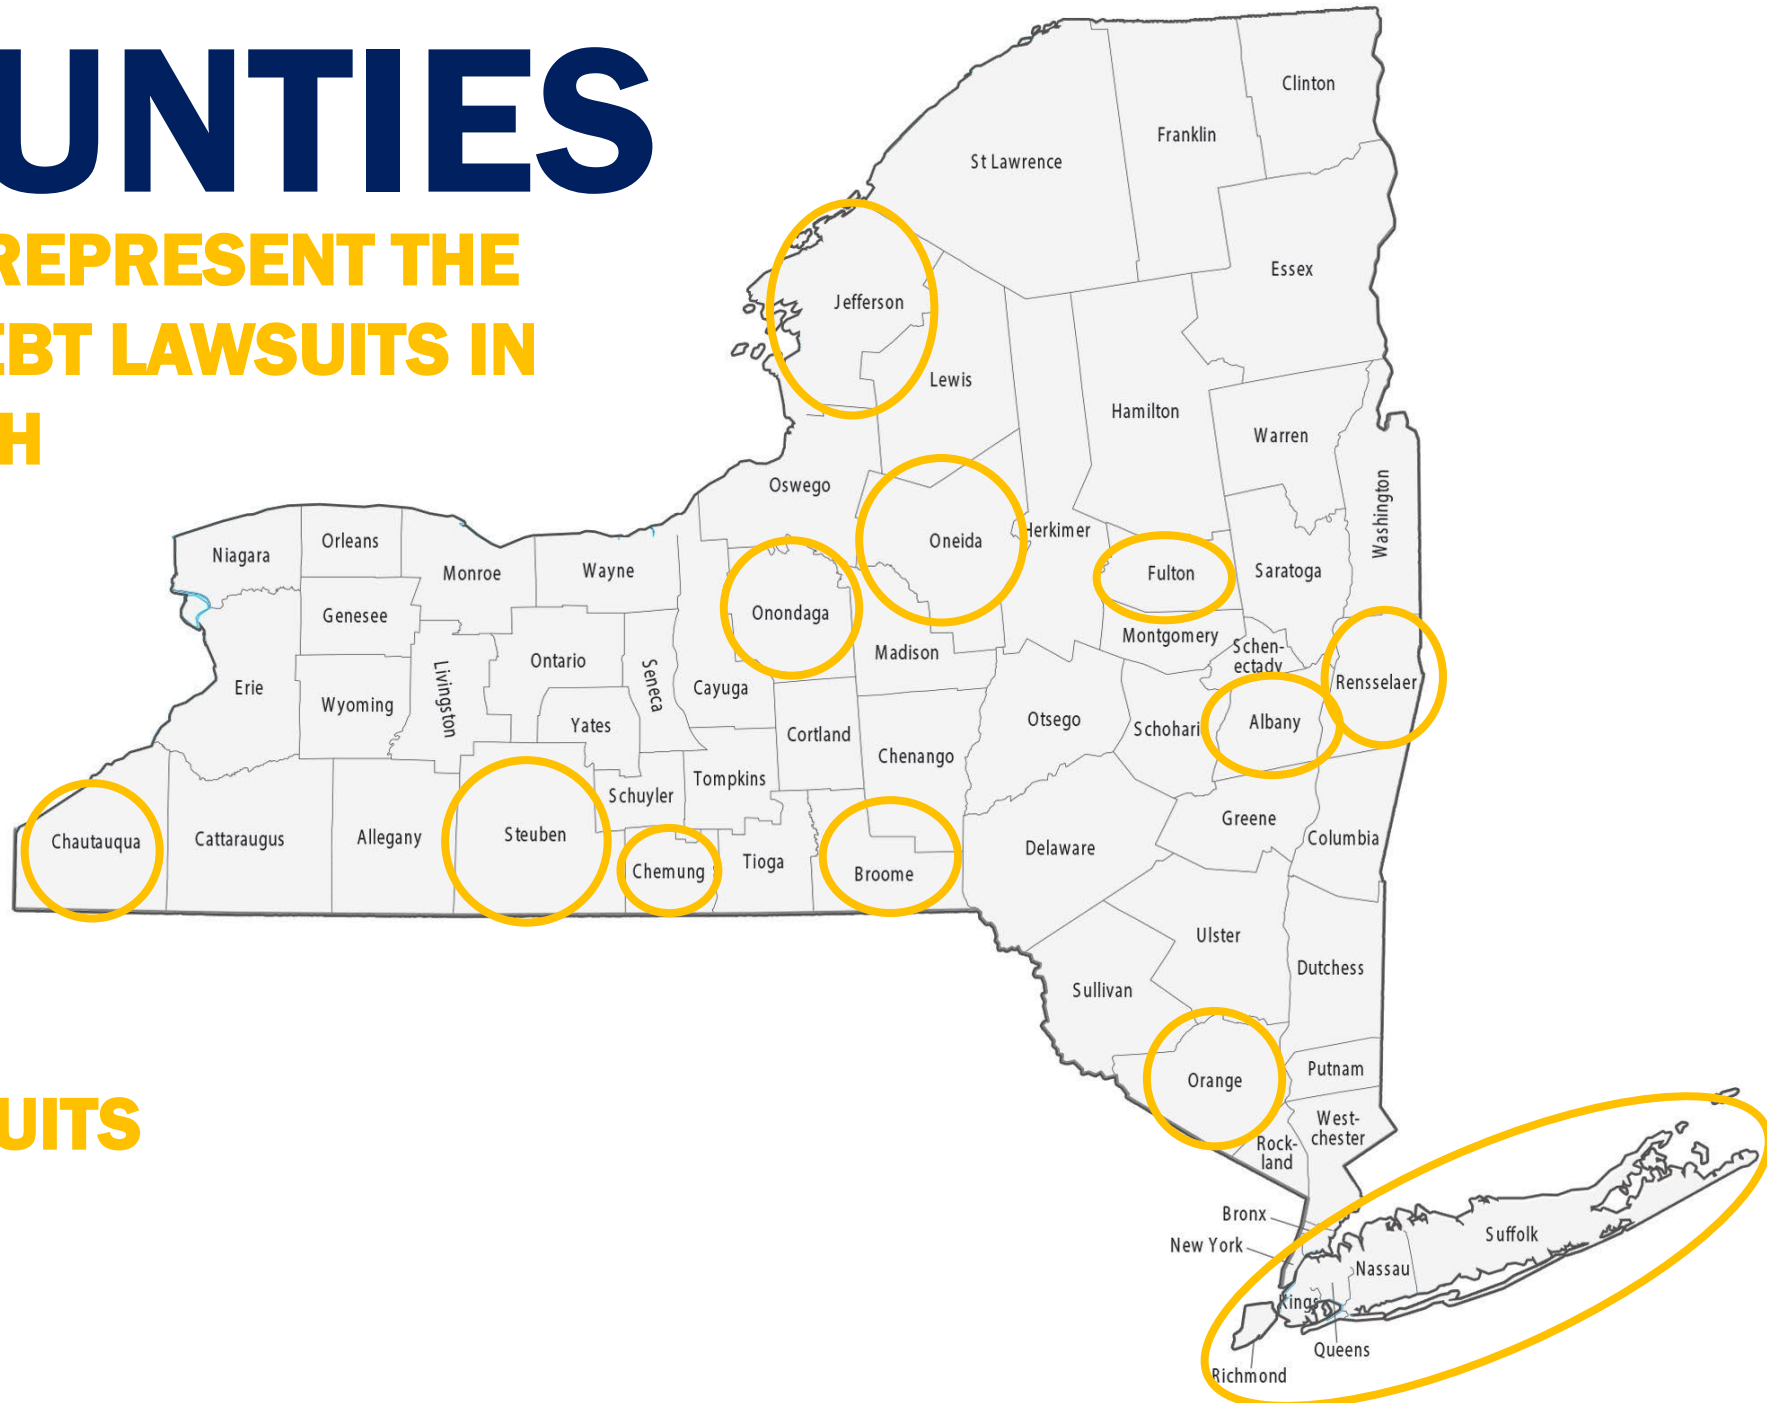 UNTIES
REPRESENT THE
EBT LAWSUITS IN
H
UITS
Clinton
Franklin
St Lawrence
Essex
Jefferson
Lewis
Hamilton
Warren
Washington
Oswego
Oneida
Herkimer
Fulton
Saratoga
Niagara
Orleans
Monroe
Wayne
Genesee
Onondaga
Montgomery
Schen-
ectady
Madison
Ontario
Seneca
Livingston
Erie
Wyoming
Cayuga
Rensselaer
Yates
Cortland
Otsego
Schohari
Albany
Chenango
Tompkins
Schuyler
Greene
Columbia
Chautauqua
Cattaraugus
Allegany
Steuben
Chemung
Tioga
Broome
Delaware
Ulster
Dutchess
Sullivan
Orange
Putnam
West-
chester
Rock-
land
Bronx
New York
Suffolk
Nassau
Kings
Queens
Richmond